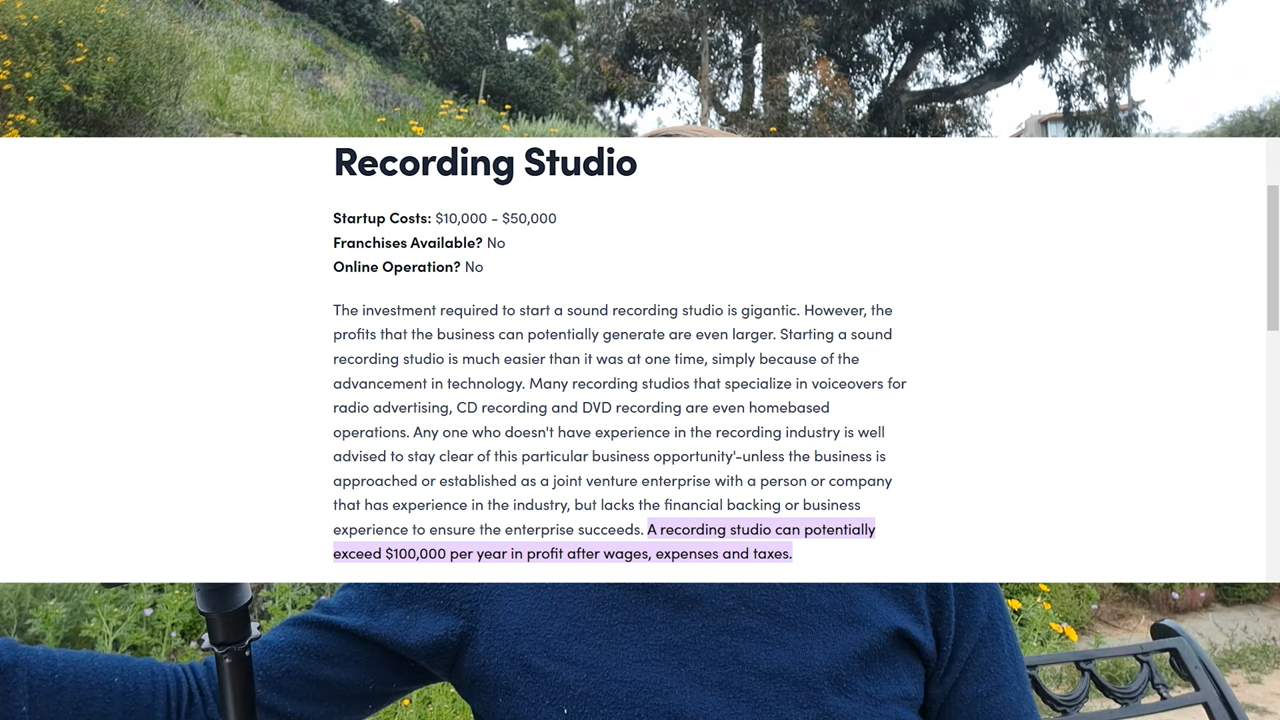 Recording Studio
Startup Costs: $10,000 - $50,000
Franchises Available? No
Online Operation? No
The investment required to start a sound recording studio is gigantic. However, the
profits that the business can potentially generate are even larger. Starting a sound
recording studio is much easier than it was at one time, simply because of the
advancement in technology. Many recording studios that specialize in voiceovers for
radio advertising, CD recording and DVD recording are even homebased
operations. Any one who doesn't have experience in the recording industry is well
advised to stay clear of this particular business opportunity'-unless the business is
approached or established as a joint venture enterprise with a person or company
that has experience in the industry, but lacks the financial backing or business
experience to ensure the enterprise succeeds. A recording studio can potentially
exceed $100,000 per year in profit after wages, expenses and taxes.